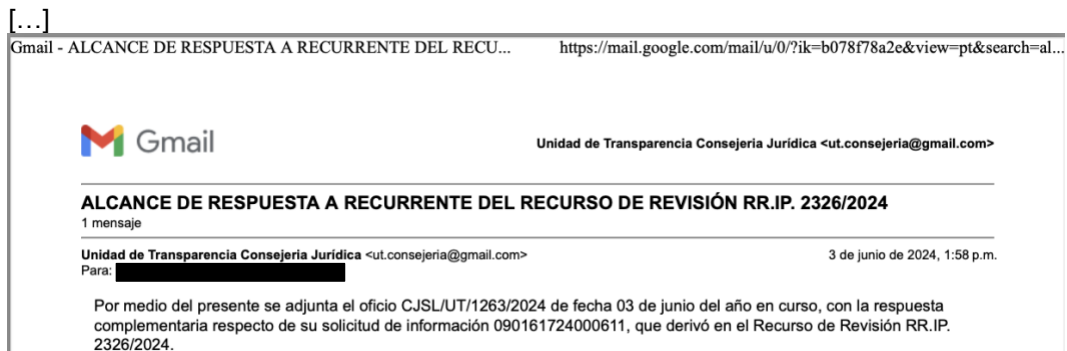 […]
Gmail - ALCANCE DE RESPUESTA A RECURRENTE DEL RECU... https://mail.google.com/mail/u/0/?ik=b078f78a2e&view=pt&search=al...
Gmail
Unidad de Transparencia Consejeria Jurídica <ut.consejeria@gmail.com>
ALCANCE DE RESPUESTA A RECURRENTE DEL RECURSO DE REVISIÓN RR.IP. 2326/2024
1 mensaje
Unidad de Transparencia Consejeria Jurídica <ut.consejeria@gmail.com> 3 de junio de 2024, 1:58 p.m.
Para:
Por medio del presente se adjunta el oficio CJSL/UT/1263/2024 de fecha 03 de junio del año en curso, con la respuesta
complementaria respecto de su solicitud de información 090161724000611, que derivó en el Recurso de Revisión RR.IP.
2326/2024.